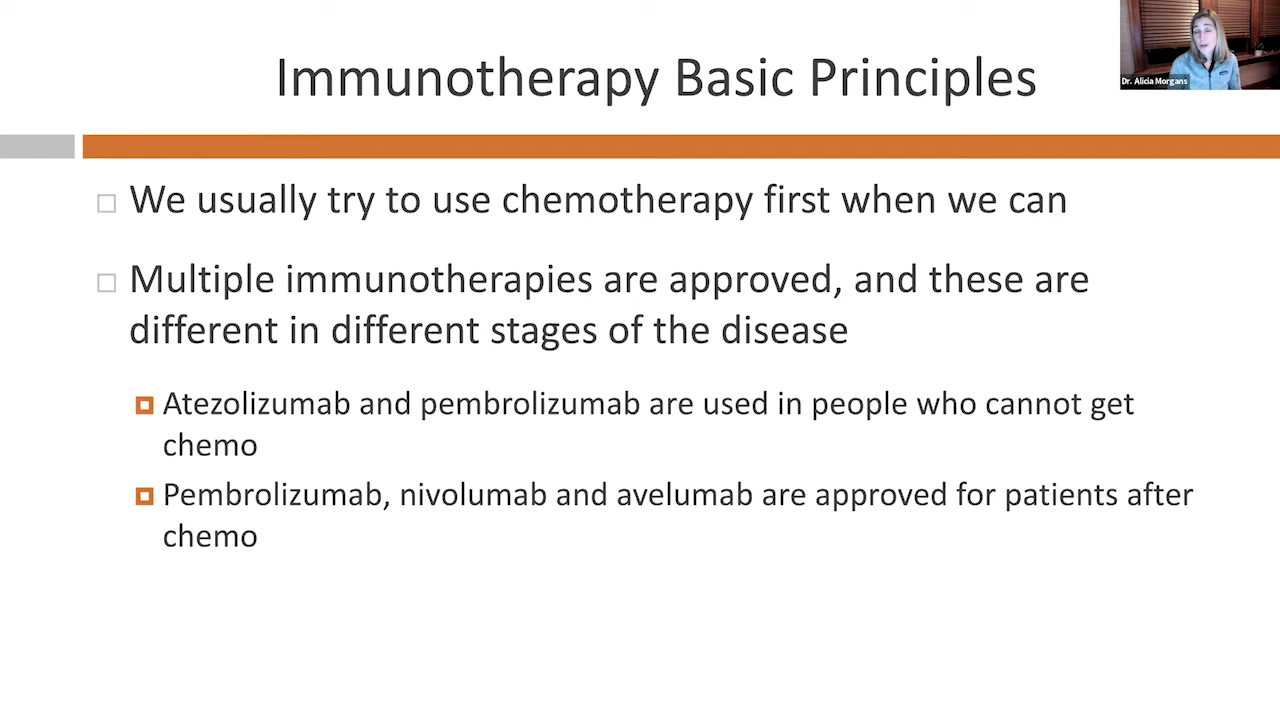 Immunotherapy Basic Principles
Dr. Alicia Morgans
We usually try to use chemotherapy first when we can
Multiple immunotherapies are approved, and these are
different in different stages of the disease
Atezolizumab and pembrolizumab are used in people who cannot get
chemo
Pembrolizumab, nivolumab and avelumab are approved for patients after
chemo